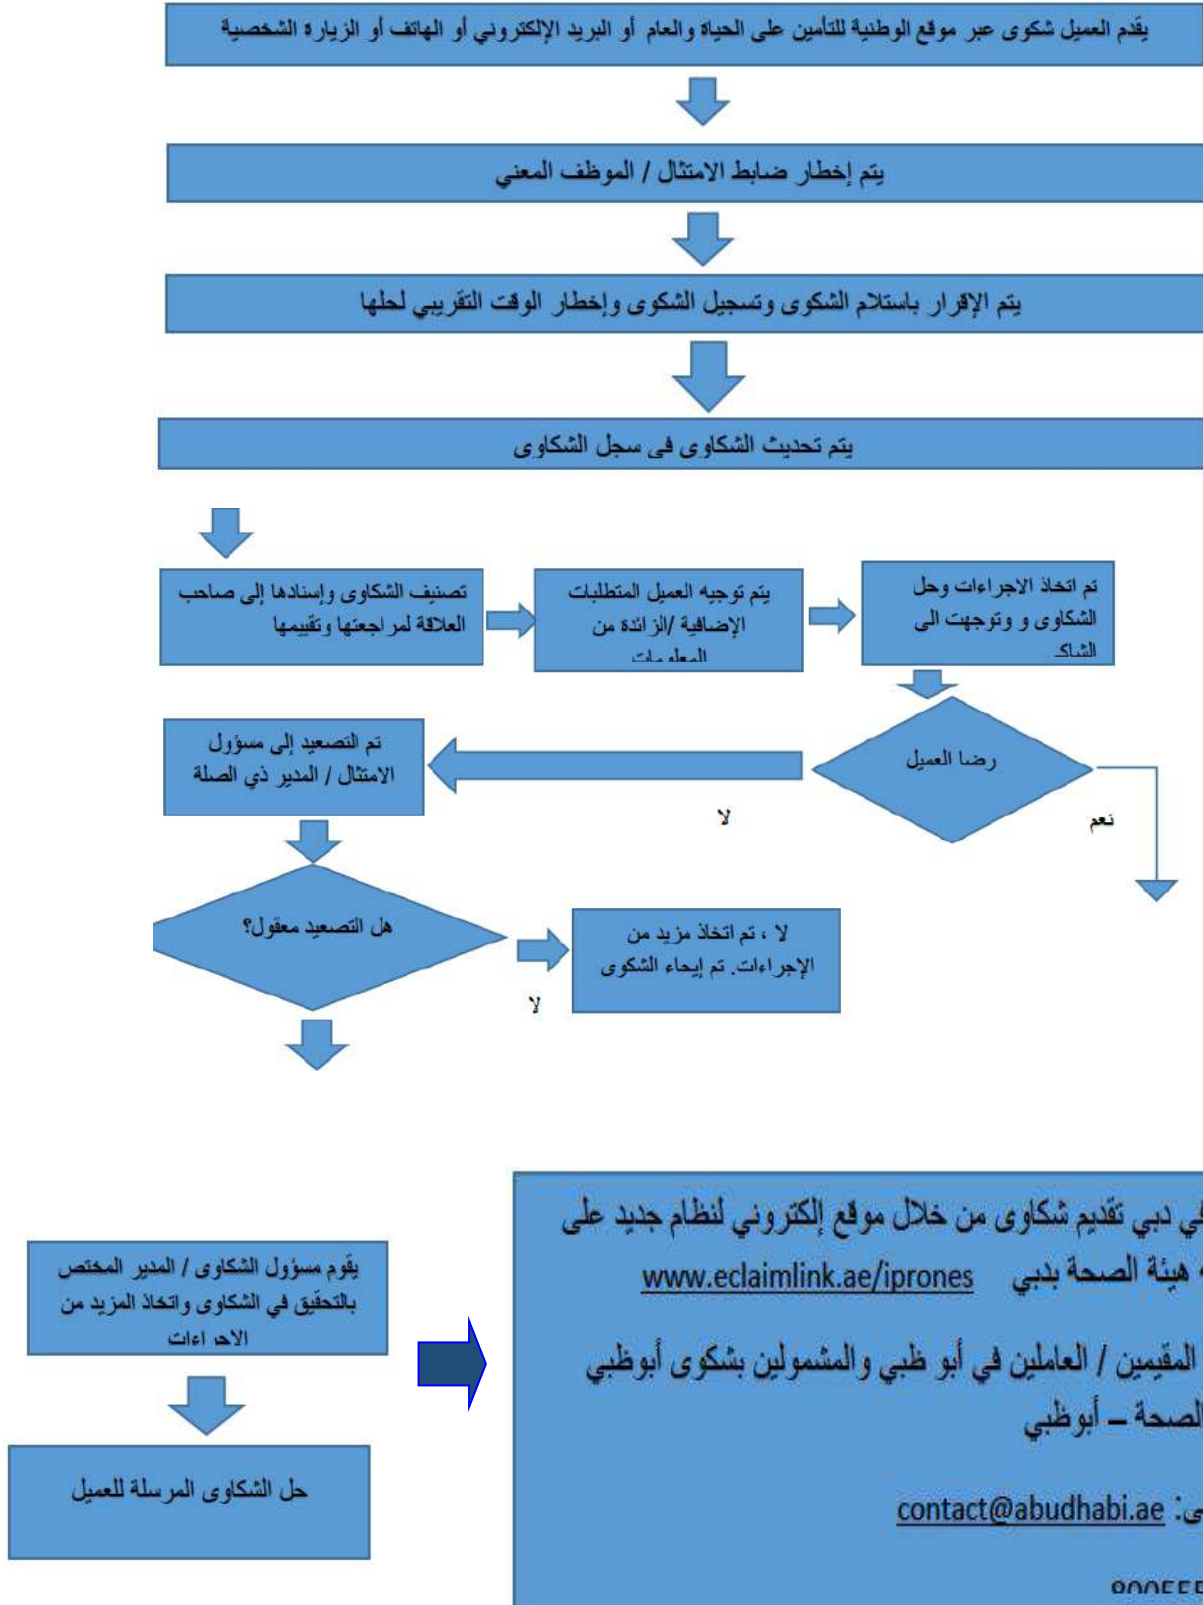 يقدم العميل شكوى عبر موقع الوطنية للتأمين على الحياة والعام أو البريد الإلكتروني أو الهاتف أو الزيارة الشخصية
يتم إخطار ضابط الامتثال / الموظف المعني
يتم الإقرار باستلام الشكوى وتسجيل الشكوى وإخطار الوقت التقريبي لحلها
يتم تحديث الشكاوى في سجل الشكاوى
تصنيف الشكاوى وإسنادها إلى صاحب
العلاقة لمراجعتها وتقييمها
يتم توجيه العميل المتطلبات
الإضافية /الزائدة من
المعلومات
تم اتخاذ الاجراءات وحل
الشكاوى و وتوجهت الى
الشاكي
رضا العميل
نعم
لا
تم التصعيد إلى مسؤول
الامتثال / المدير ذي الصلة
هل التصعيد معقول؟
لا
لا ، تم اتخاذ مزيد من
الإجراءات. تم إيحاء الشكوى
يقوم مسؤول الشكاوى / المدير المختص
بالتحقيق في الشكاوى واتخاذ المزيد من
الاجراءات
حل الشكاوى المرسلة للعميل
في دبي تقديم شكاوى من خلال موقع إلكتروني لنظام جديد على
هيئة الصحة بدبي www.eclaimlink.ae/iprones
المقيمين / العاملين في أبو ظبي والمشمولين بشكوى أبوظبي
الصحة – أبوظبي
contact@abudhabi.ae